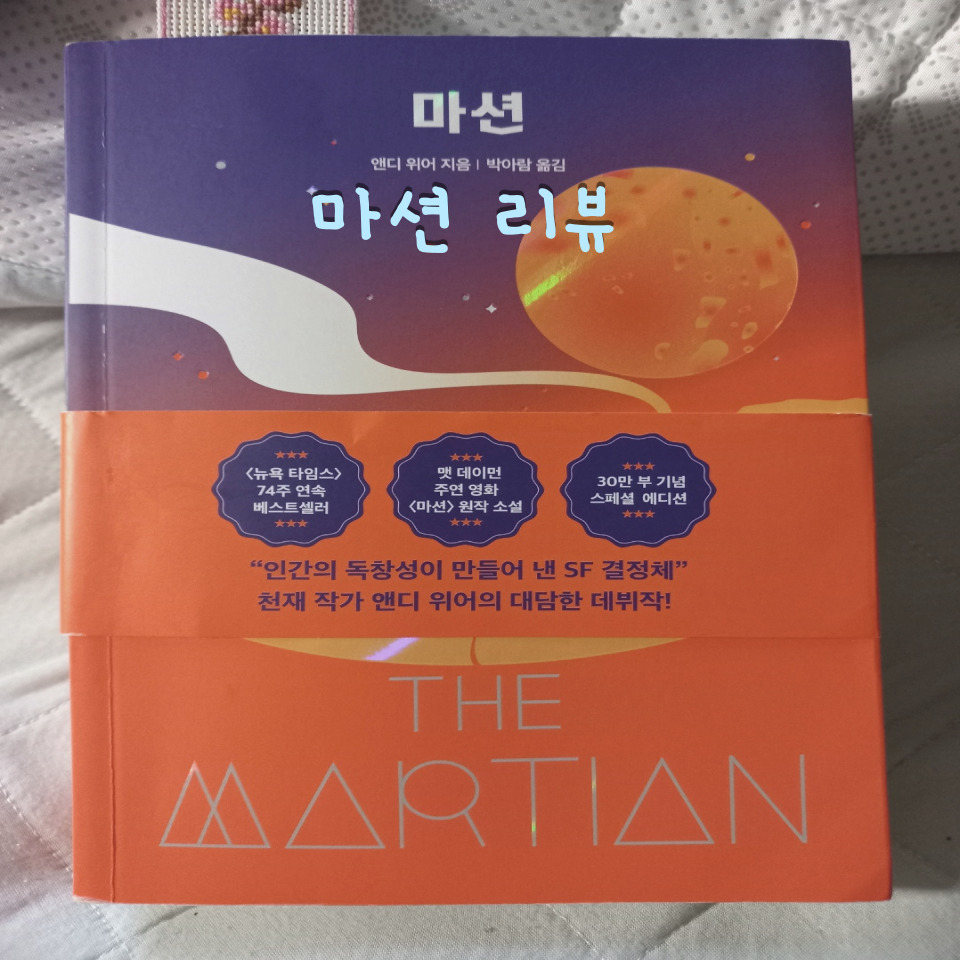 마션
앤디 위어 지음 | 박아람 옮김
마션 리뷰
★★★
〈뉴욕 타임스〉
74주 연속
베스트셀러
★★★
★★★
맷 데이먼
주연 영화
〈마션〉 원작 소설
★★★
★★★
30만 부 기념
스페셜 에디션
★★★
“인간의 독창성이 만들어 낸 SF 결정체”
천재 작가 앤디 위어의 대담한 데뷔작!
THE
MARTIAN